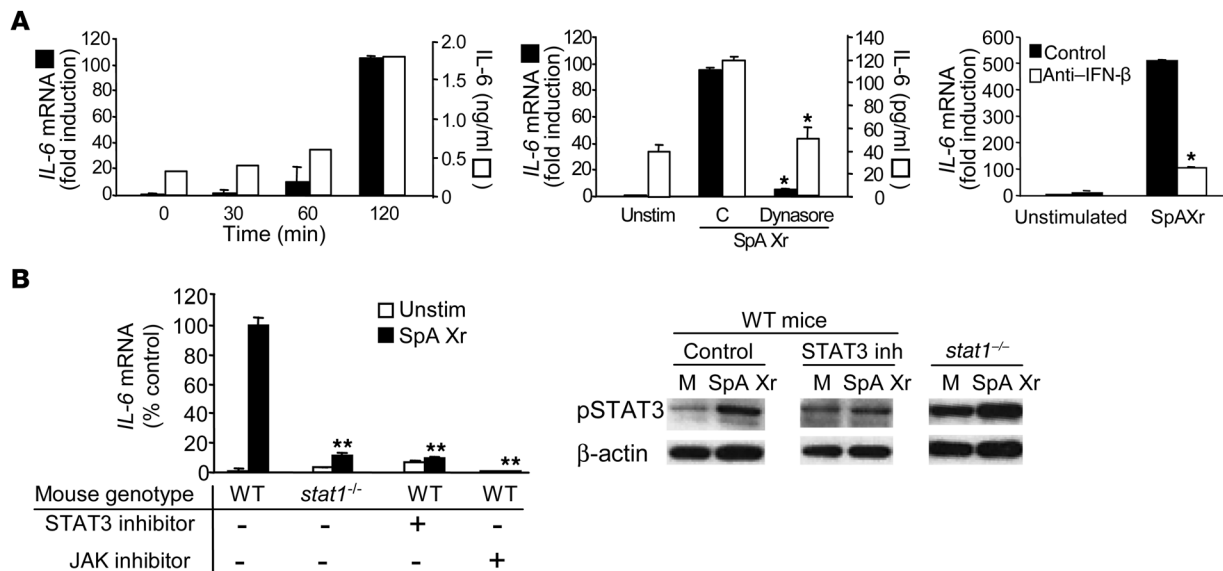 A
IL-6 mRNA
(fold induction)
120
100
80
60
40
20
0
0 30 60 120
Time (min)
2.0
1.5
1.0
0.5
0
IL-6 (ng/ml )
IL-6 mRNA
(fold induction)
120
100
80
60
40
20
0
* *
Unstim C Dynasore
SpA Xr
140
120
100
80
60
40
20
0
IL-6 (pg/ml )
IL-6 mRNA
(fold induction)
600
500
400
300
200
100
0
Control
Anti–IFN-β
*
Unstimulated SpAXr
B
IL-6 mRNA
(% control)
120
100
80
60
40
20
0
Unstim
SpA Xr
** ** **
Mouse genotype WT stat1-/- WT WT
STAT3 inhibitor - - + -
JAK inhibitor - - - +
WT mice
Control STAT3 inh stat1–/–
M SpA Xr M SpA Xr M SpA Xr
pSTAT3
β-actin